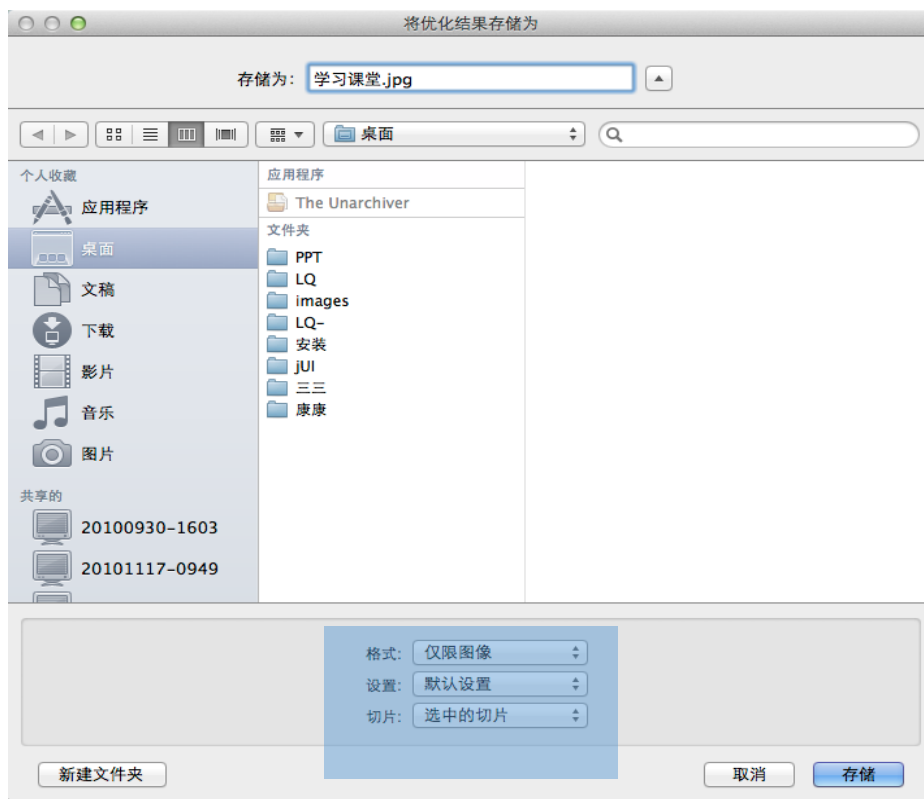 将优化结果存储为
存储为: 学习课堂.jpg
桌面
个人收藏
应用程序
桌面
文稿
下载
影片
音乐
图片
共享的
20100930-1603
20101117-0949
应用程序
The Unarchiver
文件夹
PPT
LQ
images
LQ-
安装
jUI
三三
康康
格式: 仅限图像
设置: 默认设置
切片: 选中的切片
新建文件夹
取消
存储